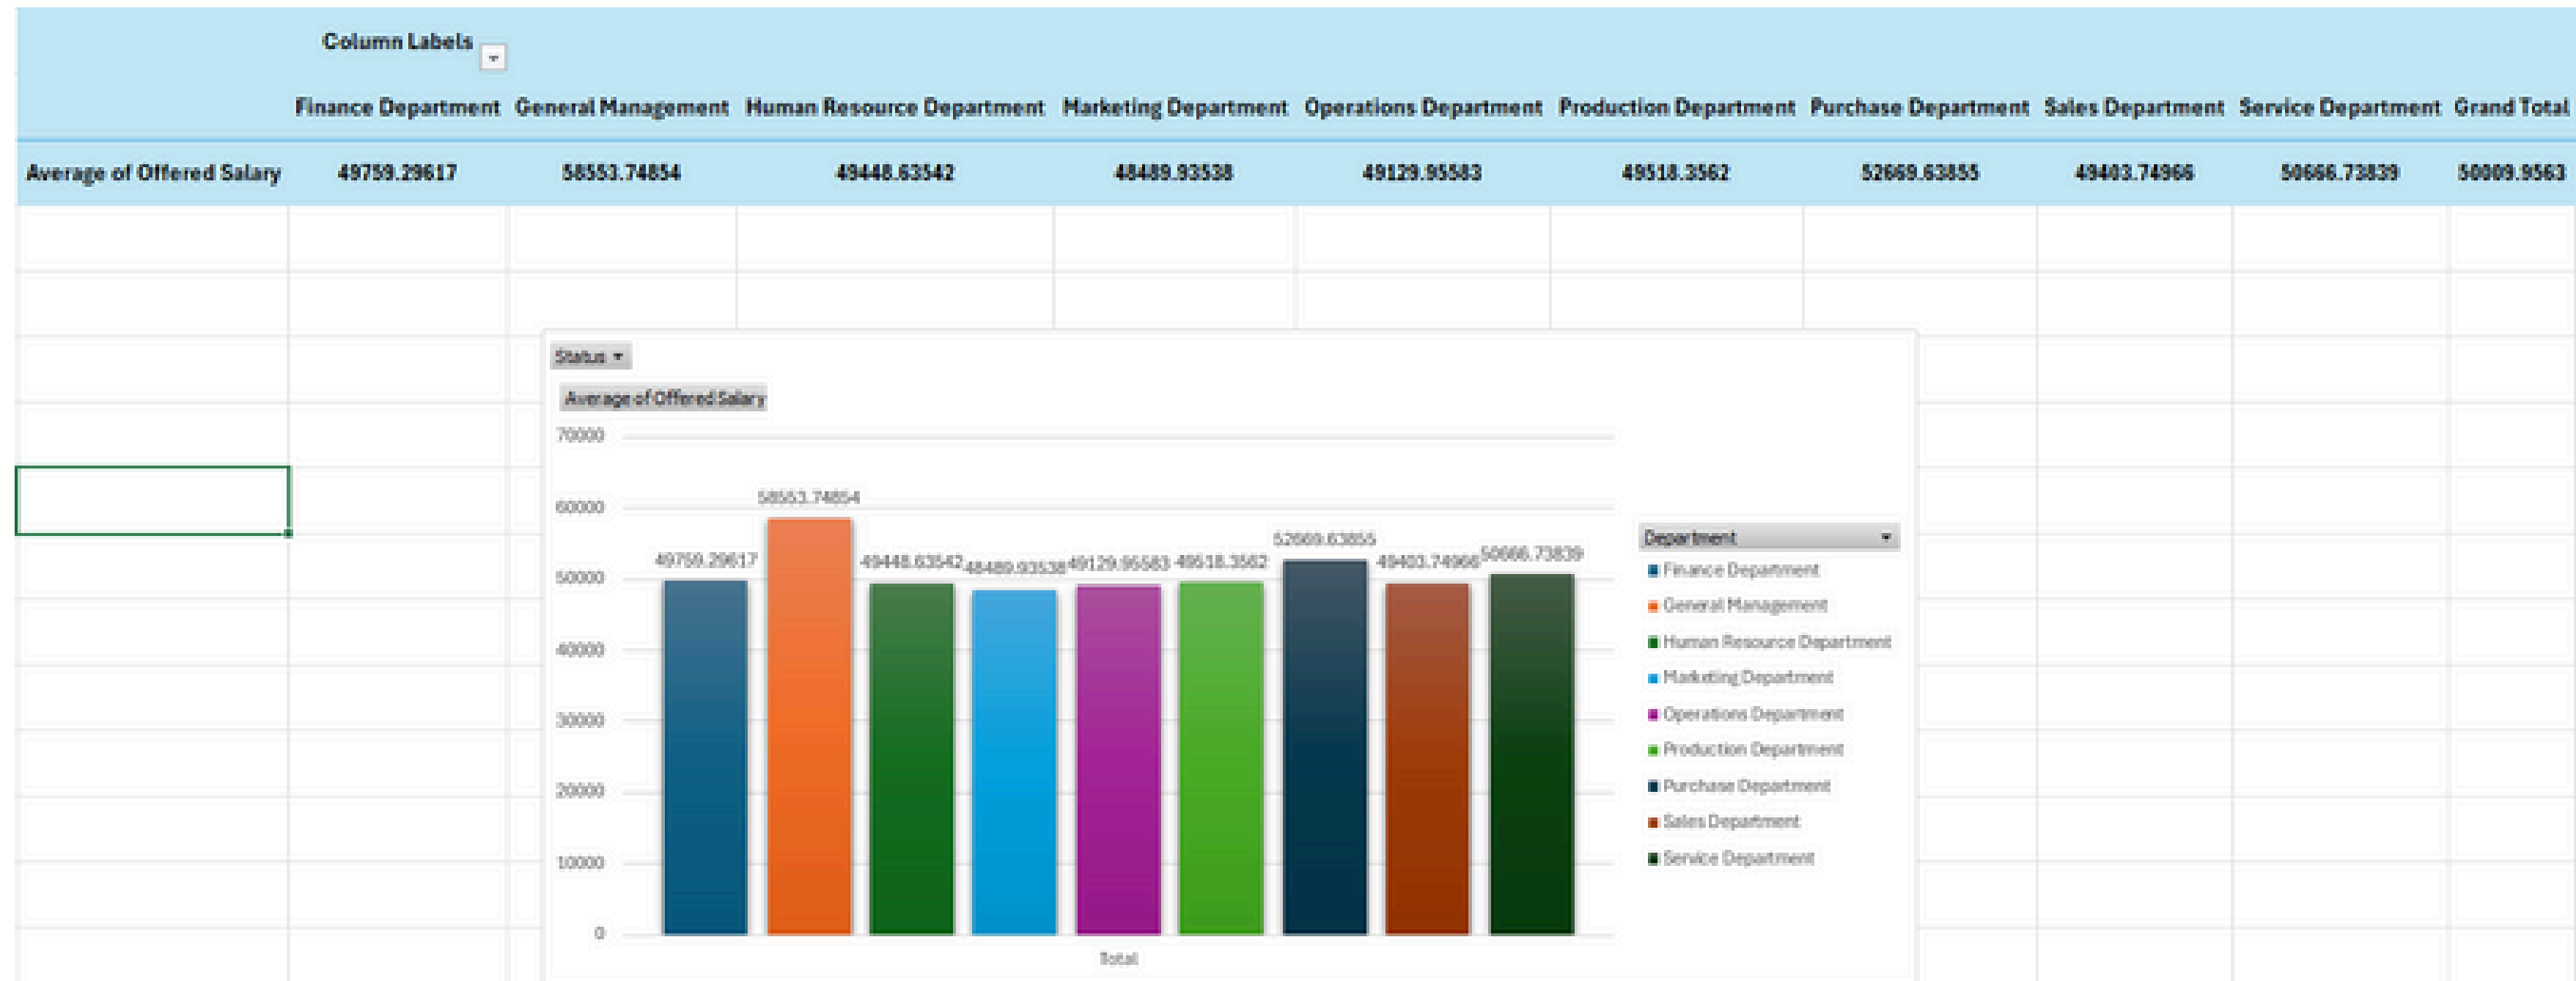 Column Labels
Finance Department General Management Human Resource Department Marketing Department Operations Department Production Department Purchase Department Sales Department Service Department Grand Total
Average of Offered Salary 49759.29617 58553.74854 49448.63542 48489.93538 49129.95583 49518.3562 52669.63855 49403.74966 50666.73839 50009.9563
Status
Average of Offered Salary
70000
60000
50000
40000
30000
20000
10000
0
49759.29617
58553.74854
49448.63542
48489.93538
49129.95583
49518.3562
52669.63855
49403.74966
50666.73839
Total
Department
Finance Department
General Management
Human Resource Department
Marketing Department
Operations Department
Production Department
Purchase Department
Sales Department
Service Department